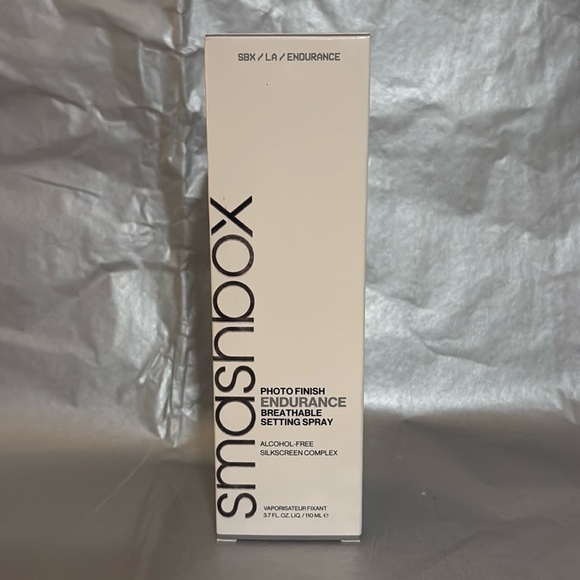 SBX / LA / ENDURANCE
smashbox
PHOTO FINISH
ENDURANCE
BREATHABLE
SETTING SPRAY
ALCOHOL-FREE
SILKSCREEN COMPLEX
VAPORISATEUR FIXANT
3.7 FL. OZ. LIQ. / 110 ML ℮